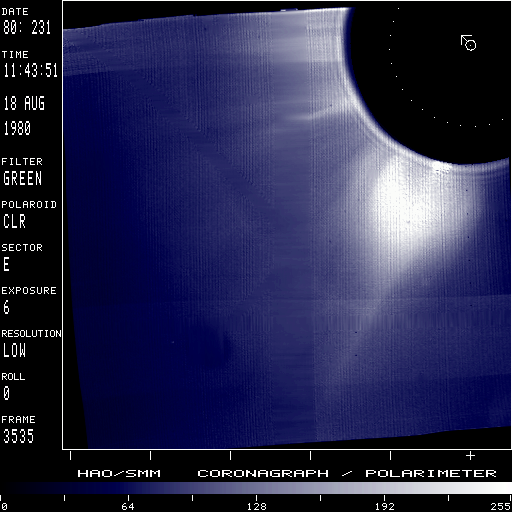 DATE
80: 231
TIME
11:43:51
18 AUG
1980
FILTER
GREEN
POLAROID
CLR
SECTOR
E
EXPOSURE
6
RESOLUTION
LOW
ROLL
0
FRAME
3535
HAO/SMM CORONAGRAPH / POLARIMETER
0 64 128 192 255